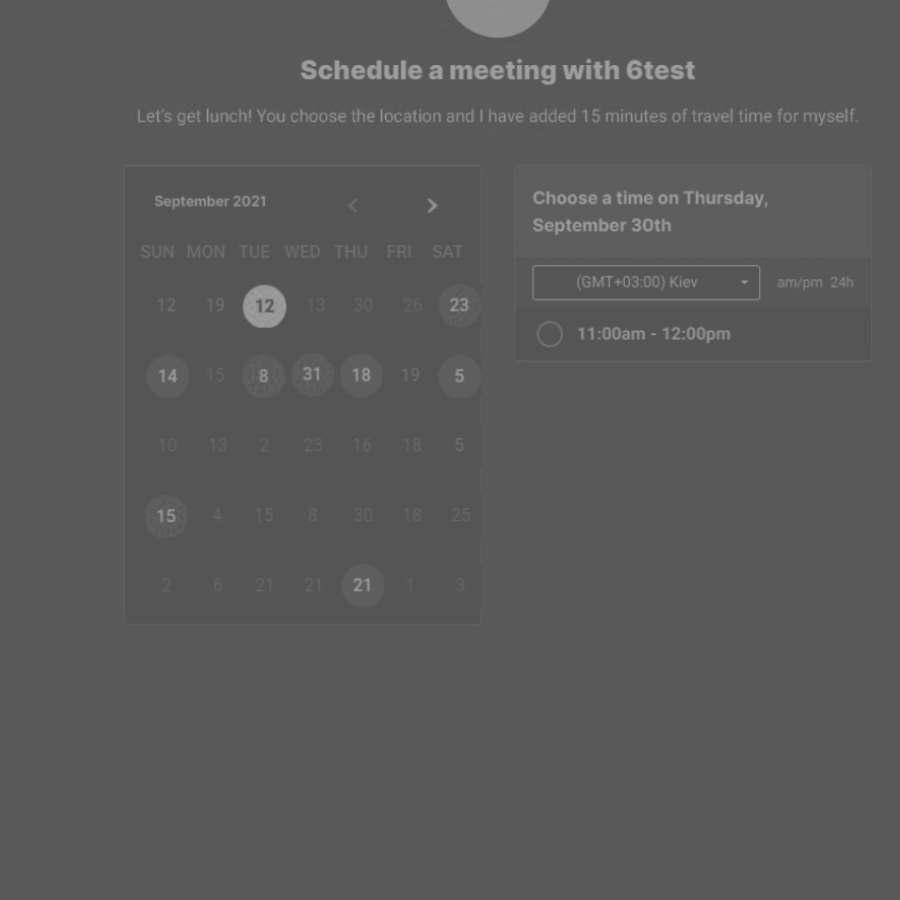 Schedule a meeting with 6test
Let's get lunch! You choose the location and I have added 15 minutes of travel time for myself.
September 2021
SUN MON TUE WED THU FRI SAT
12 19 12 13 30 26 23
14 15 8 31 18 19 5
10 13 2 23 16 18 5
15 4 15 8 30 18 25
2 6 21 21 21 1 3
Choose a time on Thursday,
September 30th
(GMT+03:00) Kiev am/pm 24h
11:00am - 12:00pm